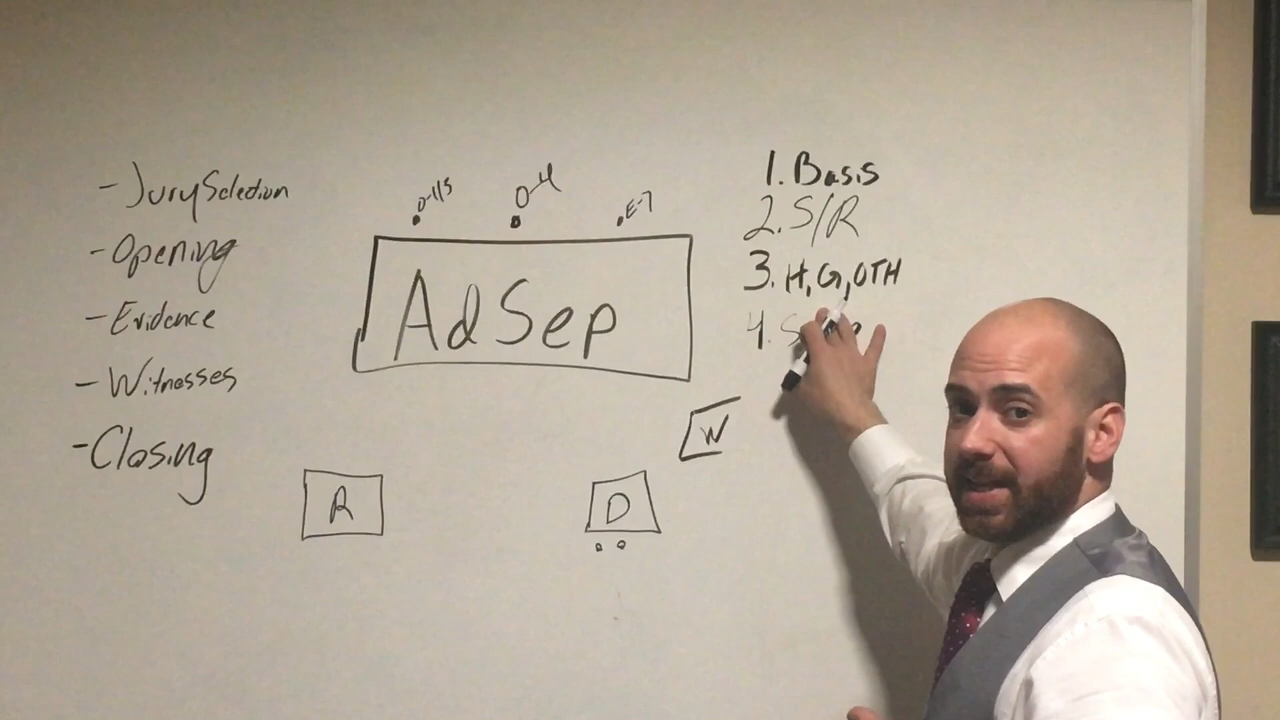 - Jury Selection
- Opening
- Evidence
- Witnesses
- Closing
O-4
E-7
AdSep
R
D
W
1. Basis
2. S/R
3. H, G, OTH
4.